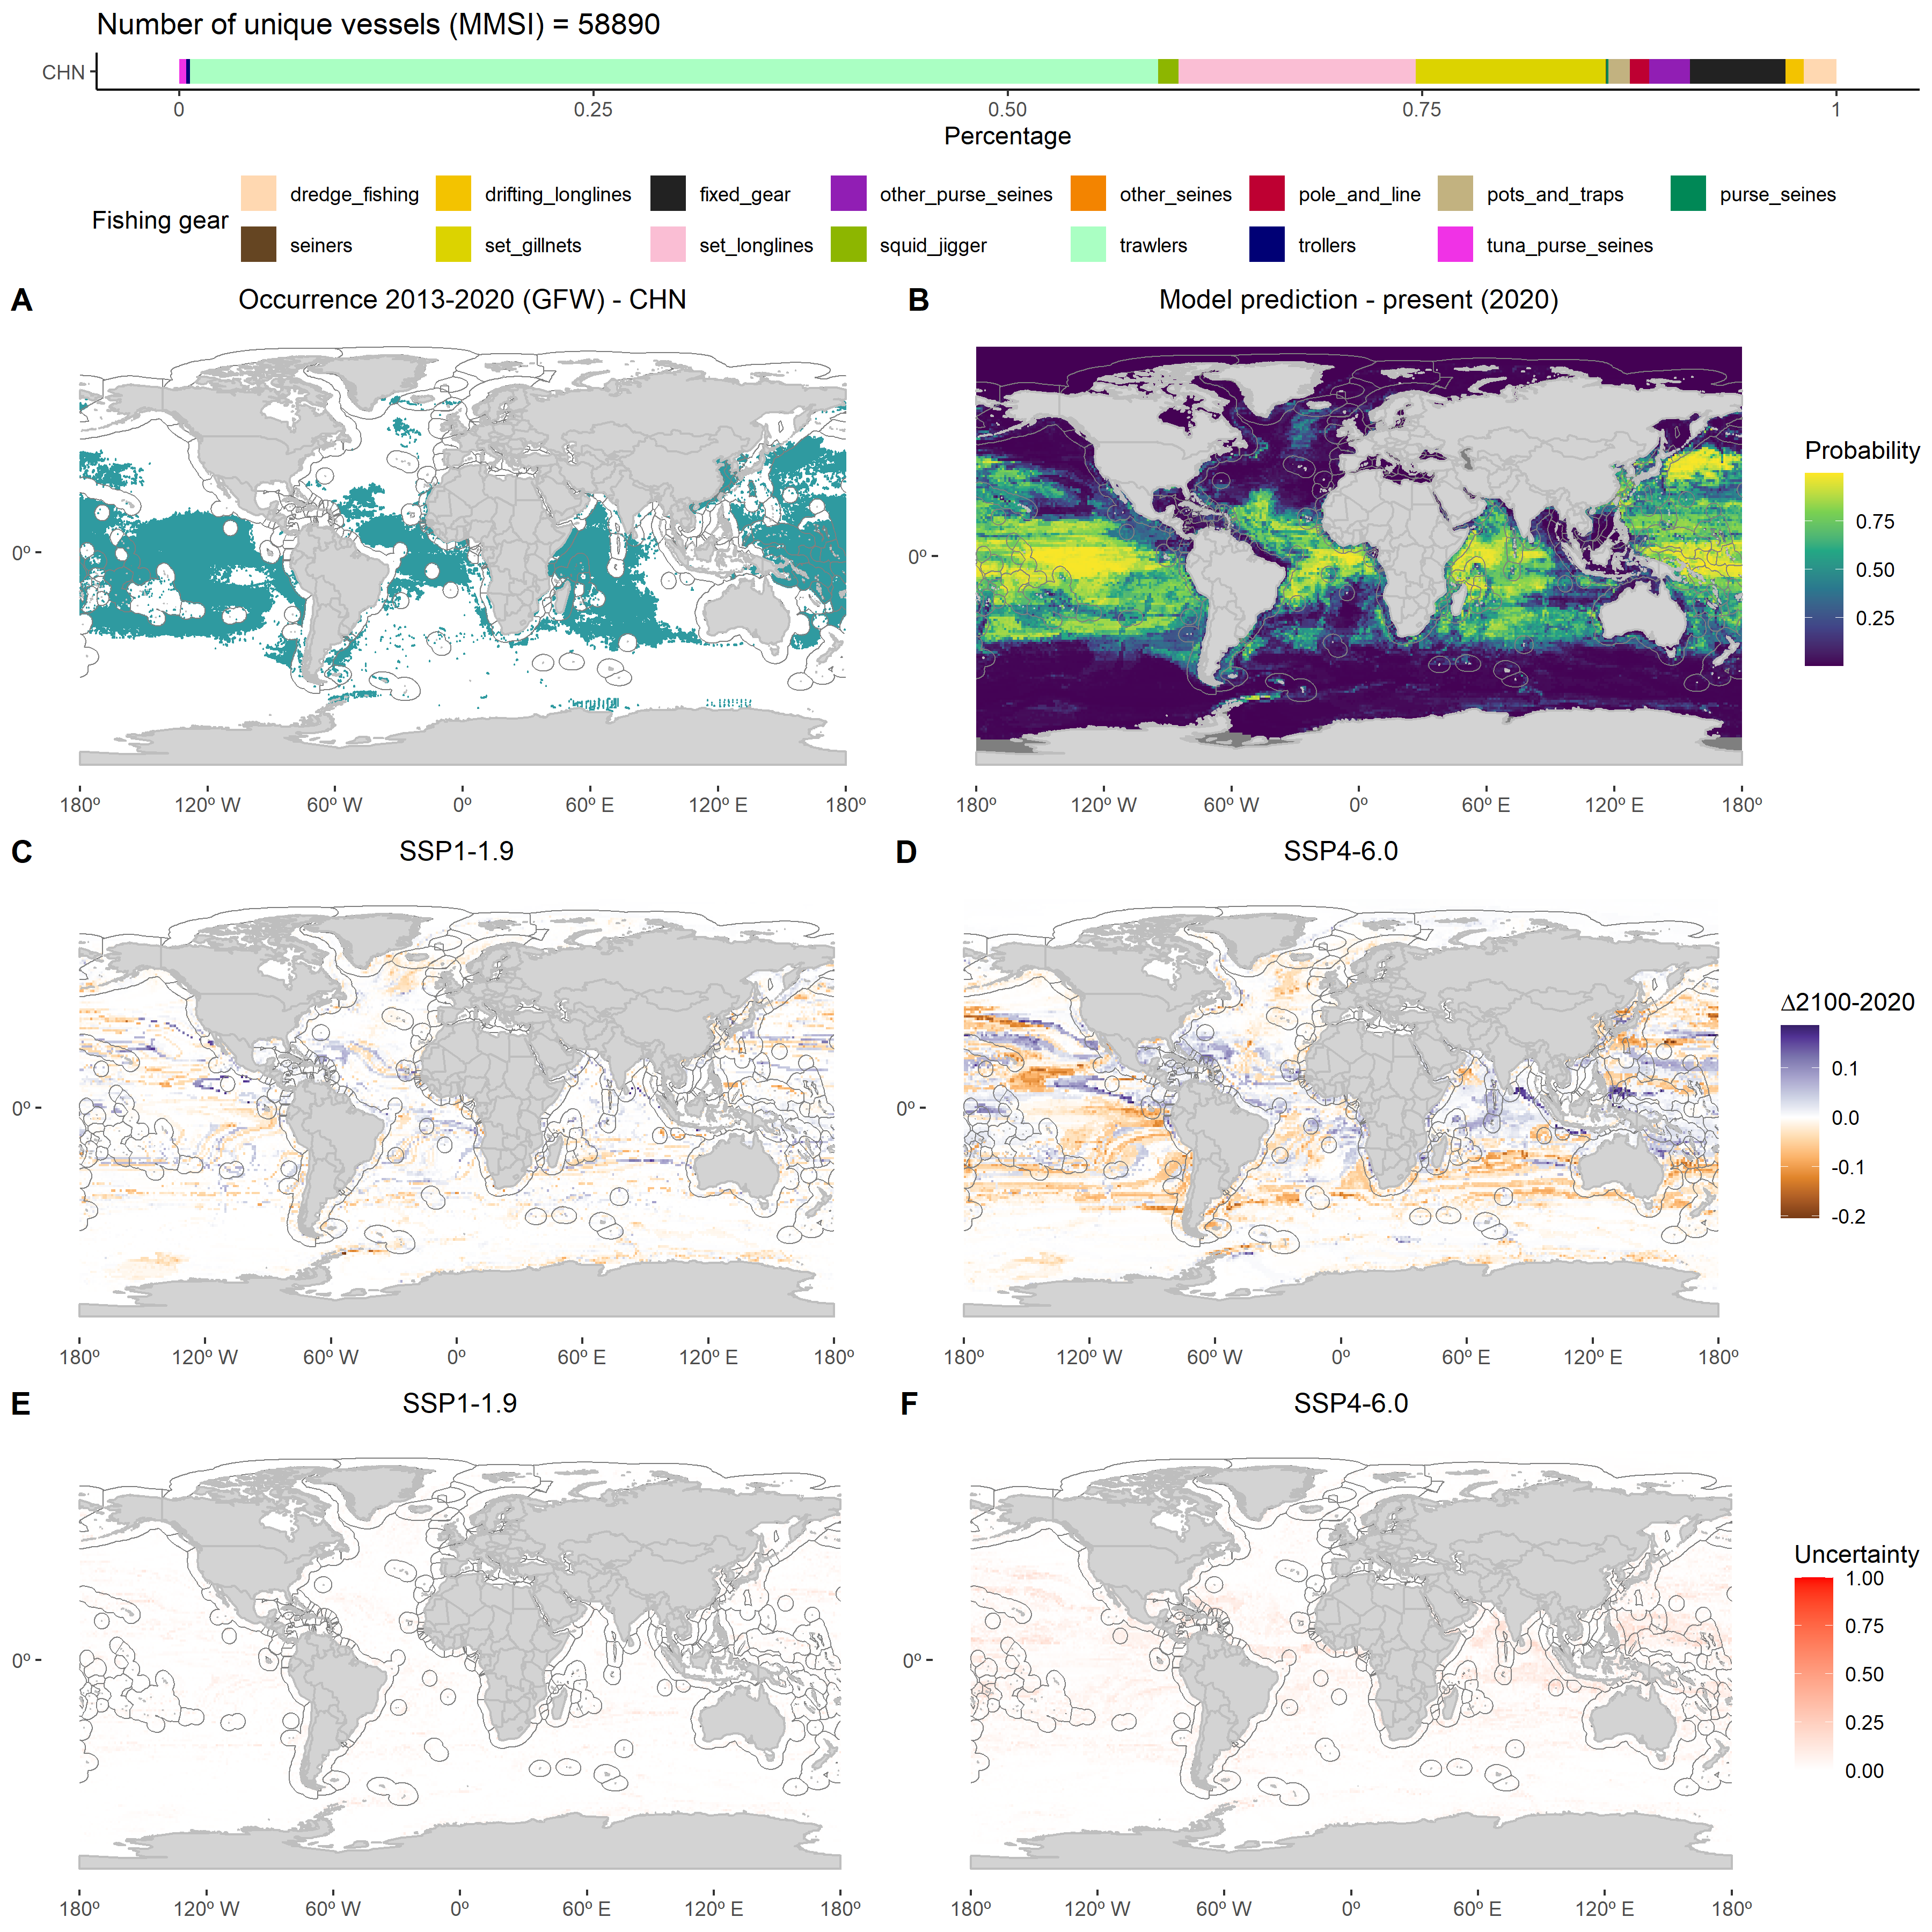 Number of unique vessels (MMSI) = 58890
CHN
0 0.25 0.50 0.75 1
Percentage
Fishing gear
dredge_fishing drifting_longlines fixed_gear other_purse_seines other_seines pole_and_line pots_and_traps purse_seines
seiners set_gillnets set_longlines squid_jigger trawlers trollers tuna_purse_seines
A Occurrence 2013-2020 (GFW) - CHN
0º
180º 120º W 60º W 0º 60º E 120º E 180º
B Model prediction - present (2020)
0º
180º 120º W 60º W 0º 60º E 120º E 180º
Probability
0.75
0.50
0.25
C SSP1-1.9
0º
180º 120º W 60º W 0º 60º E 120º E 180º
D SSP4-6.0
0º
180º 120º W 60º W 0º 60º E 120º E 180º
Δ2100-2020
0.1
0.0
-0.1
-0.2
E SSP1-1.9
0º
180º 120º W 60º W 0º 60º E 120º E 180º
F SSP4-6.0
0º
180º 120º W 60º W 0º 60º E 120º E 180º
Uncertainty
1.00
0.75
0.50
0.25
0.00